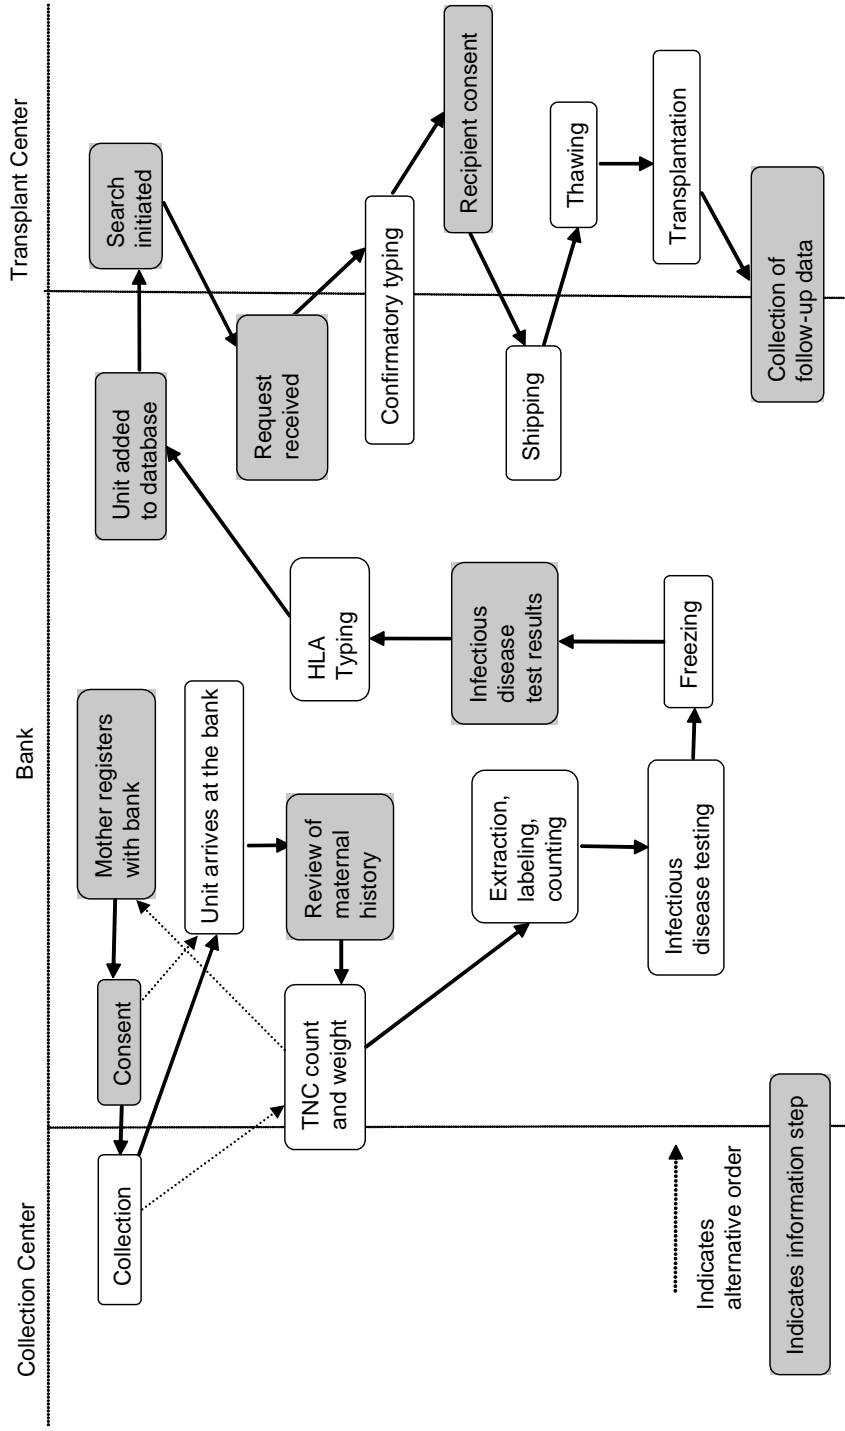 Collection Center
Bank
Transplant Center
Collection
Consent
Mother registers
with bank
Unit arrives at the bank
Review of
maternal
history
TNC count
and weight
Extraction,
labeling,
counting
Infectious
disease testing
Freezing
Infectious
disease
test results
HLA
Typing
Unit added
to database
Search
initiated
Request
received
Confirmatory typing
Recipient consent
Shipping
Thawing
Transplantation
Collection of
follow-up data
Indicates
alternative order
Indicates information step